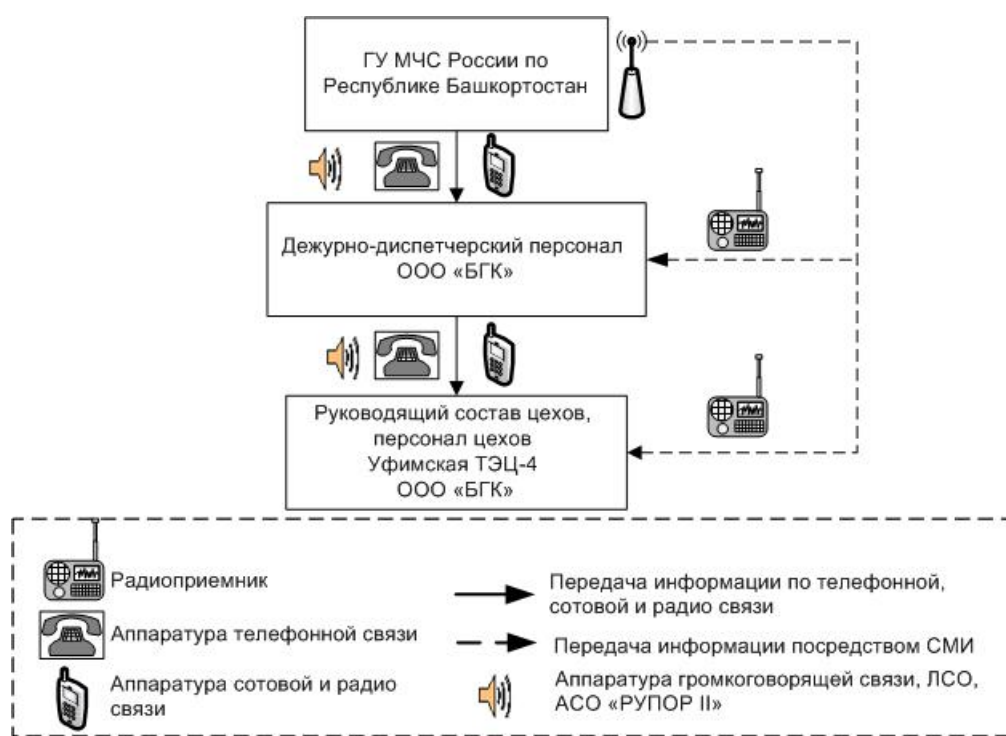 ГУ МЧС России по
Республике Башкортостан
Дежурно-диспетчерский персонал
ООО «БГК»
Руководящий состав цехов,
персонал цехов
Уфимская ТЭЦ-4
ООО «БГК»
Радиоприемник
Аппаратура телефонной связи
Аппаратура сотовой и радио
связи
Передача информации по телефонной,
сотовой и радио связи
Передача информации посредством СМИ
Аппаратура громкоговорящей связи, ЛСО,
АСО «РУПОР II»